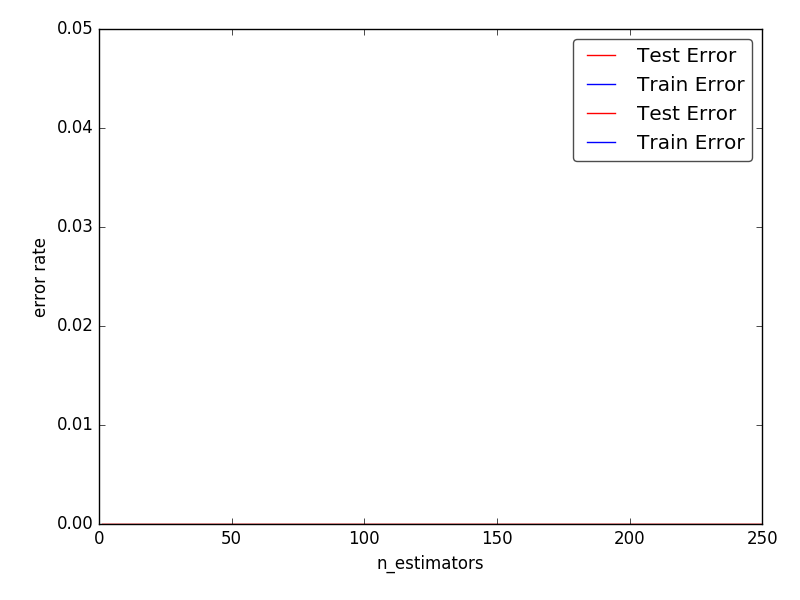 0.05
0.04
0.03
0.02
0.01
0.00
error rate
Test Error
Train Error
Test Error
Train Error
0 50 100 150 200 250
n_estimators